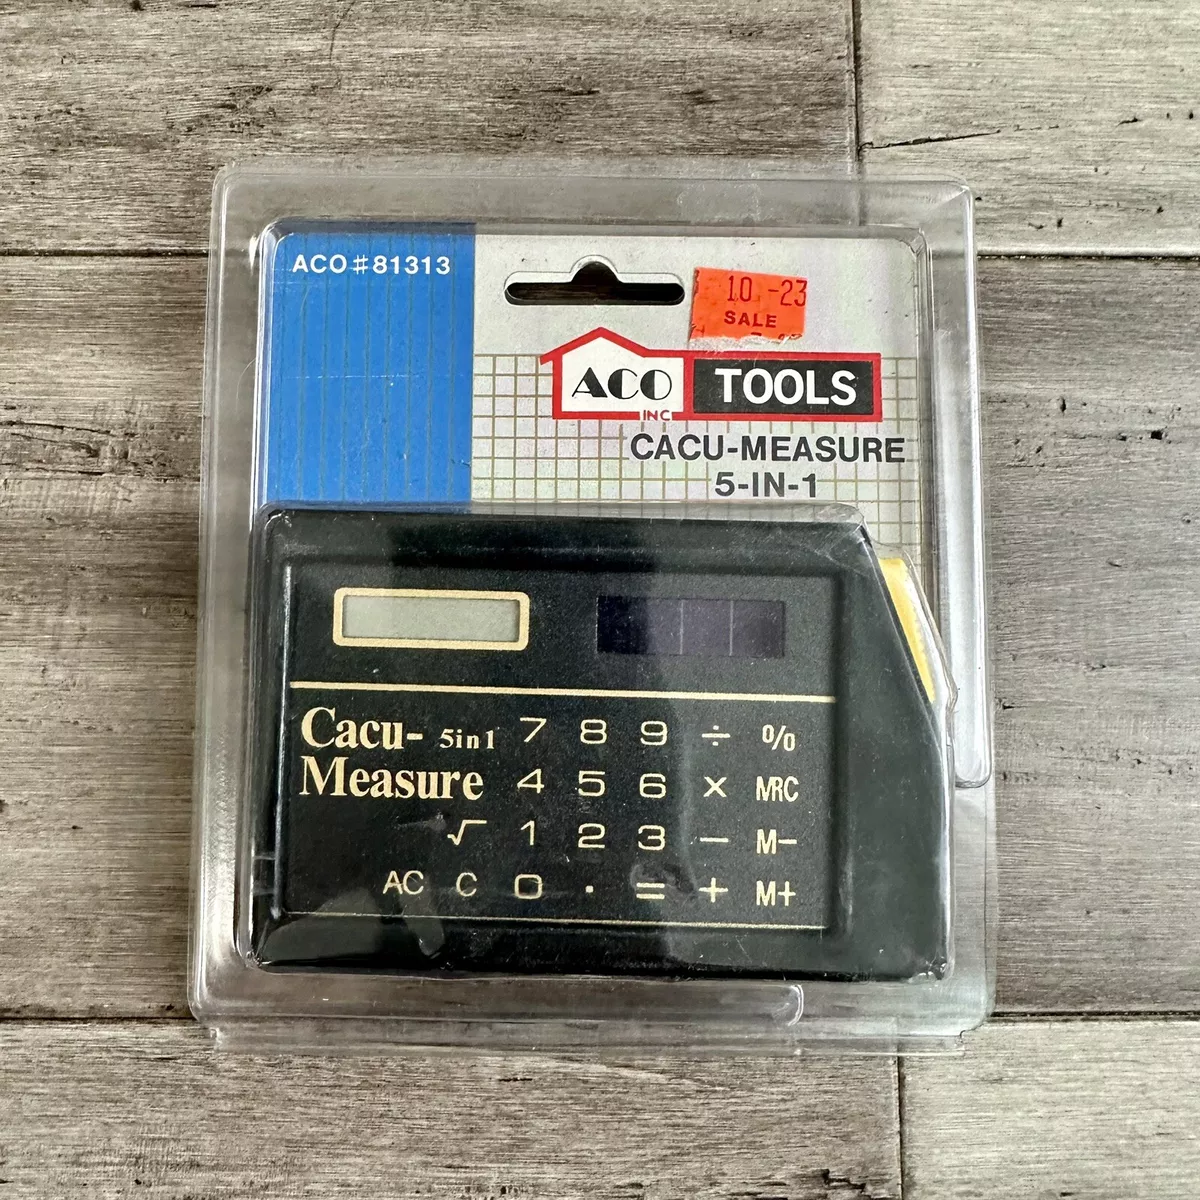 ACO#81313
10 -23
SALE
ACO
INC
TOOLS
CACU-MEASURE
5-IN-1
Cacu- 5in1 7 8 9 ÷ %
Measure 4 5 6 × MRC
√ 1 2 3 − M−
AC C 0 . = + M+